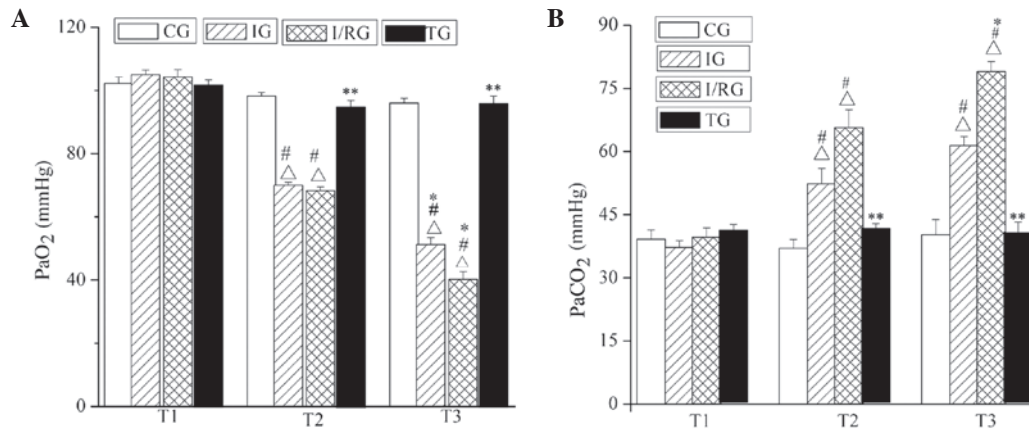 A
120
CG IG I/RG TG
** **
# #
△ △
80
* *
# #
△ △
PaO2 (mmHg)
40
0
T1 T2 T3
B
90
CG
IG
I/RG
TG
*
#
△
75
#
△
# #
△ △
60
PaCO2 (mmHg)
45
** **
30
15
0
T1 T2 T3